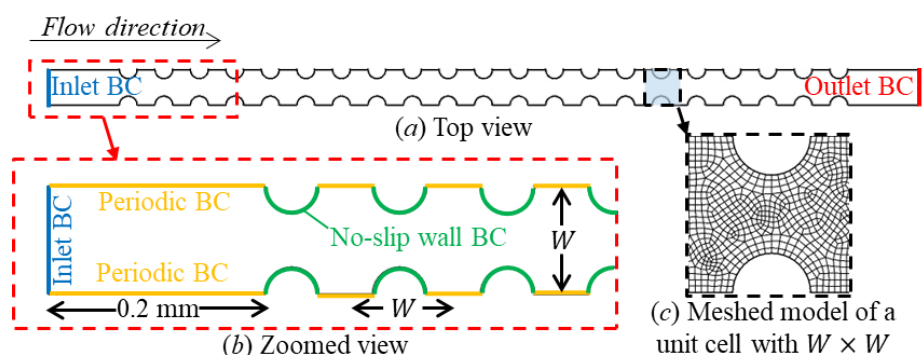 Flow direction
Inlet BC
Outlet BC
(a) Top view
Inlet BC
Periodic BC
No-slip wall BC
W
Periodic BC
0.2 mm
W
(b) Zoomed view
(c) Meshed model of a
unit cell with W × W